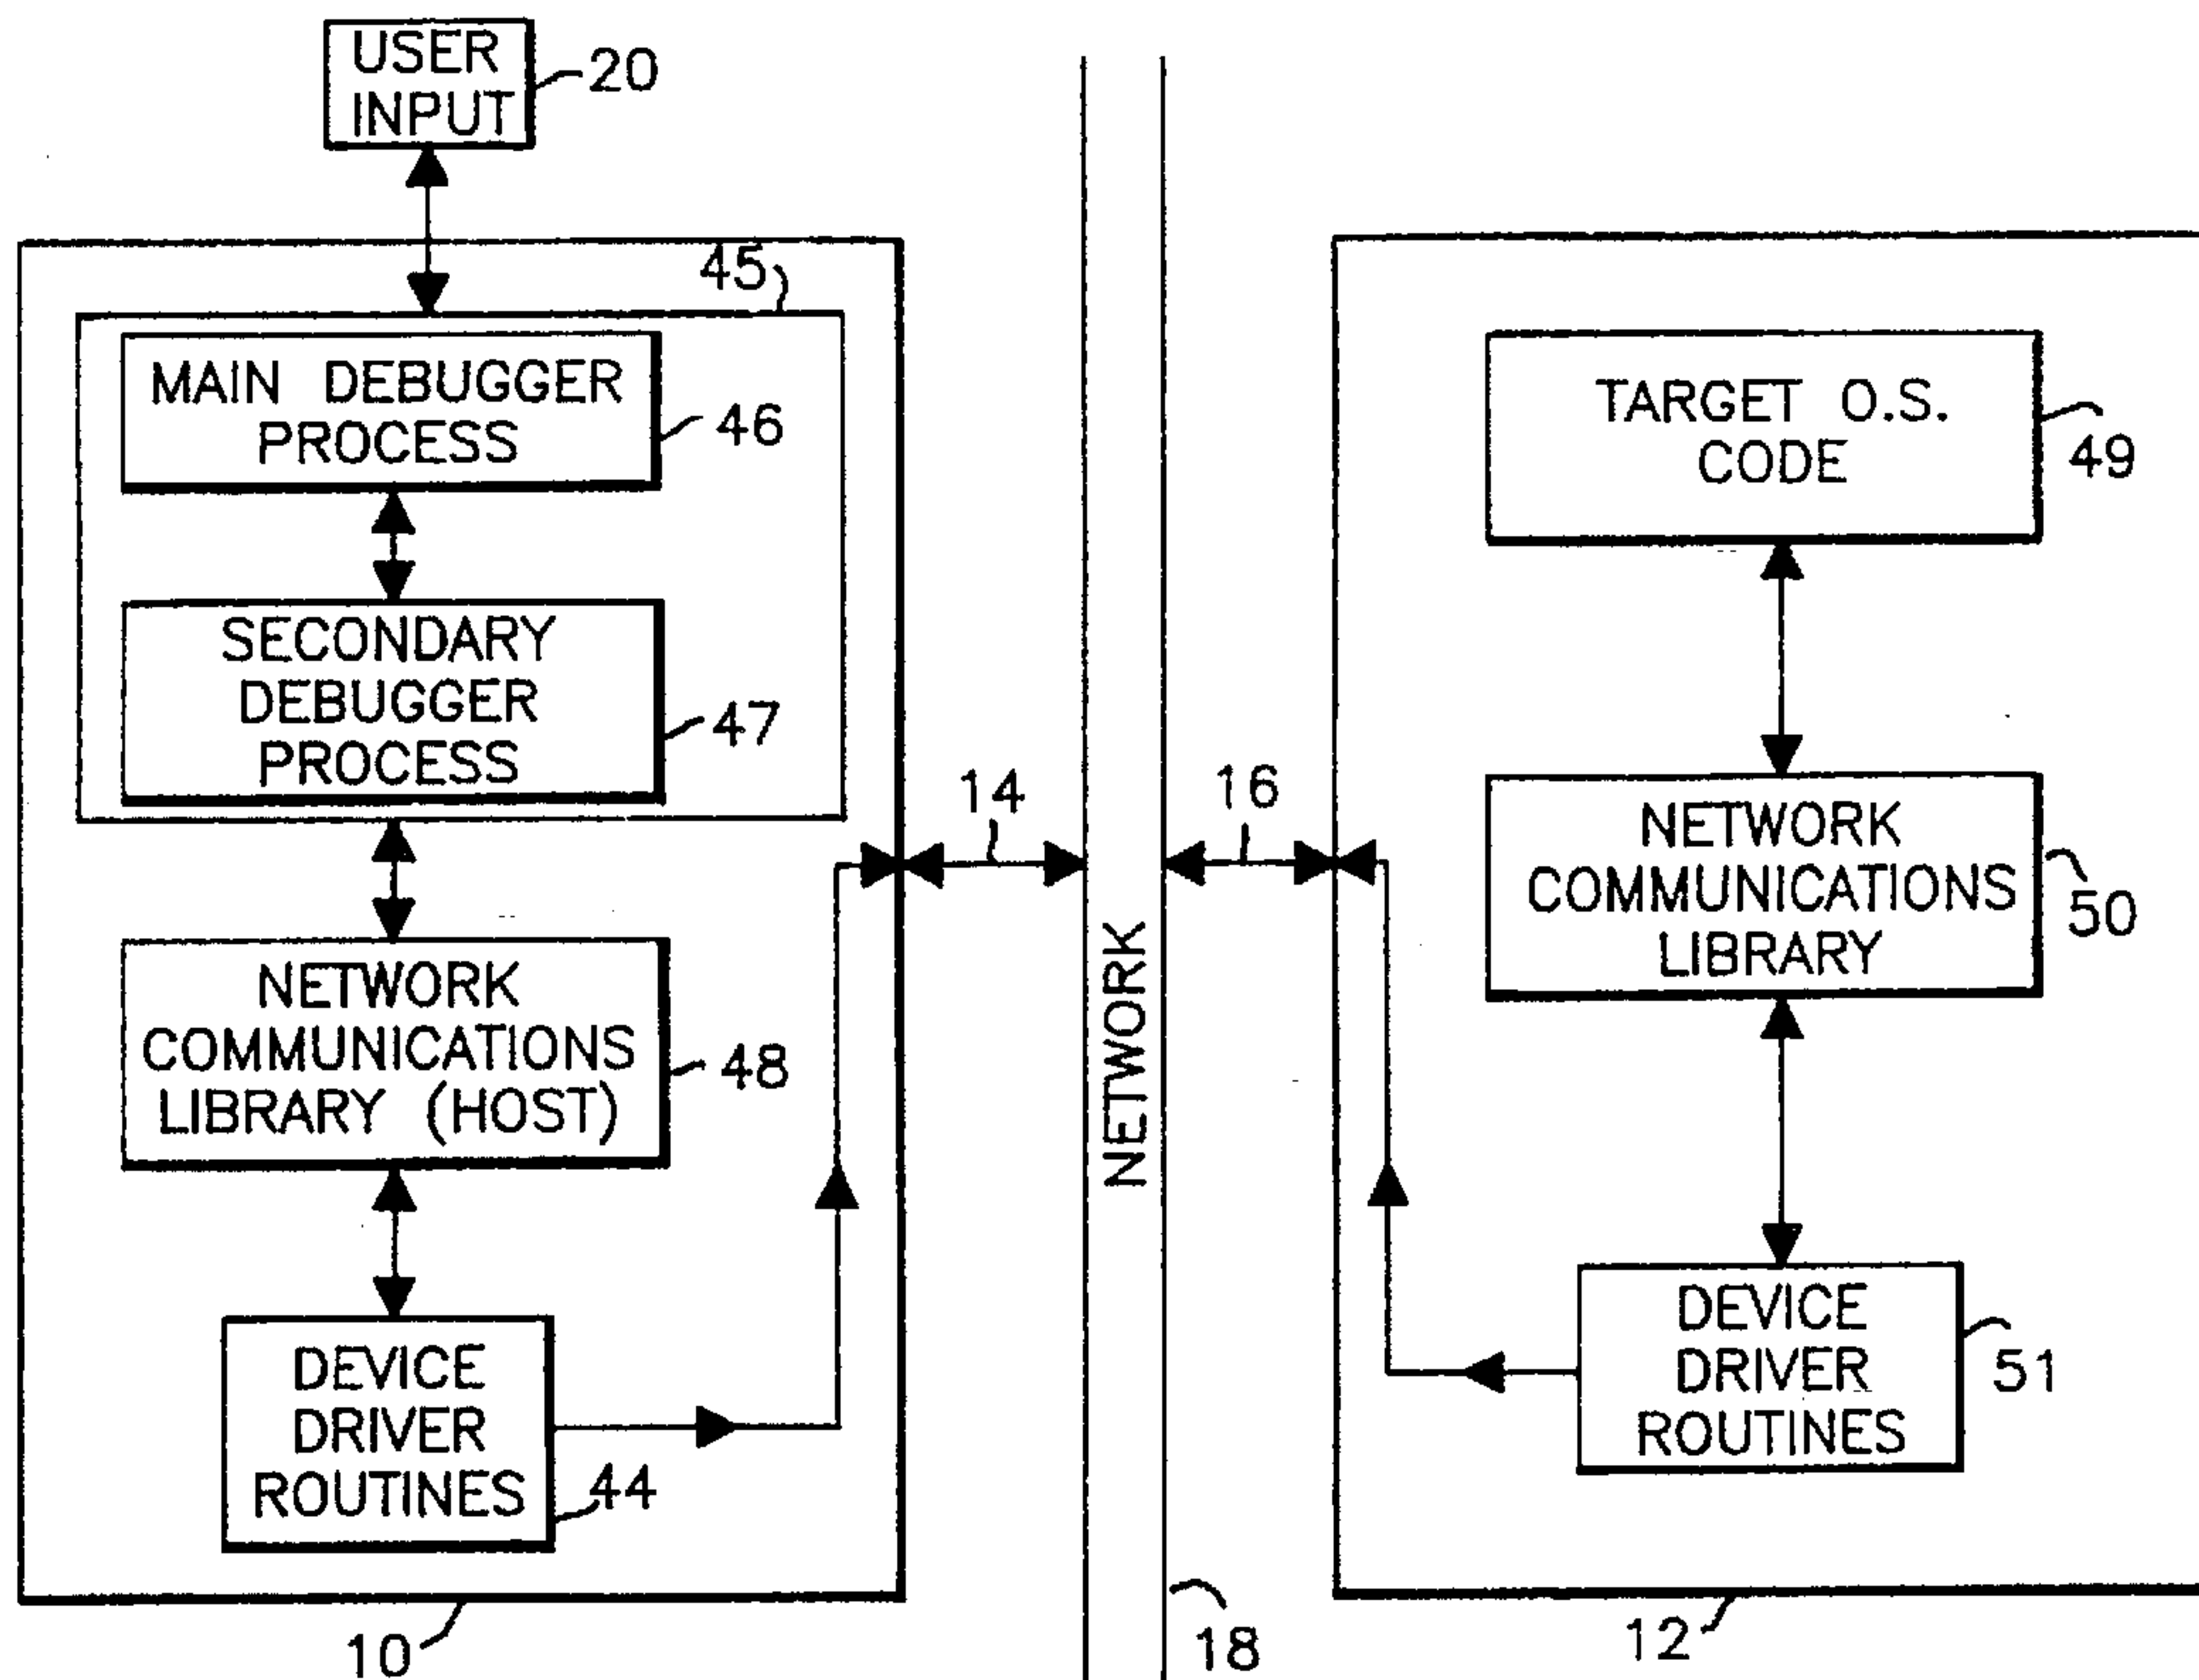 USER
INPUT
20
45
MAIN DEBUGGER
PROCESS
46
SECONDARY
DEBUGGER
PROCESS
47
NETWORK
COMMUNICATIONS
LIBRARY (HOST)
48
DEVICE
DRIVER
ROUTINES
44
10
14
NETWORK
16
18
TARGET O.S.
CODE
49
NETWORK
COMMUNICATIONS
LIBRARY
50
DEVICE
DRIVER
ROUTINES
51
12